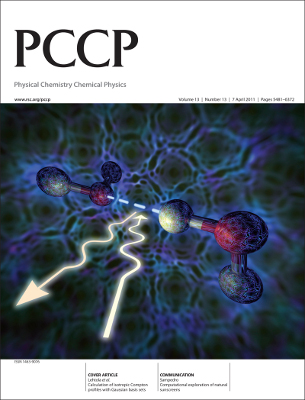 PCCP
Physical Chemistry Chemical Physics
www.rsc.org/pccp
Volume 13 | Number 13 | 7 April 2011 | Pages
COVER ARTICLE
Lehtola et al.
Calculation of isotropic Compton
profiles with Gaussian basis sets
COMMUNICATION
Sampedro
Computational exploration of natural
sunscreens